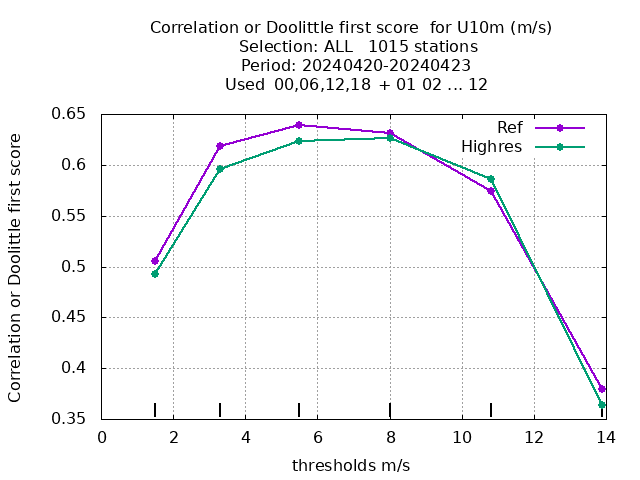 Correlation or Doolittle first score  for U10m (m/s)
Selection: ALL   1015 stations
Period: 20240420-20240423
Used  00,06,12,18 + 01 02 ... 12
Ref
Highres
Correlation or Doolittle first score
0.65
0.6
0.55
0.5
0.45
0.4
0.35
0 2 4 6 8 10 12 14
thresholds m/s